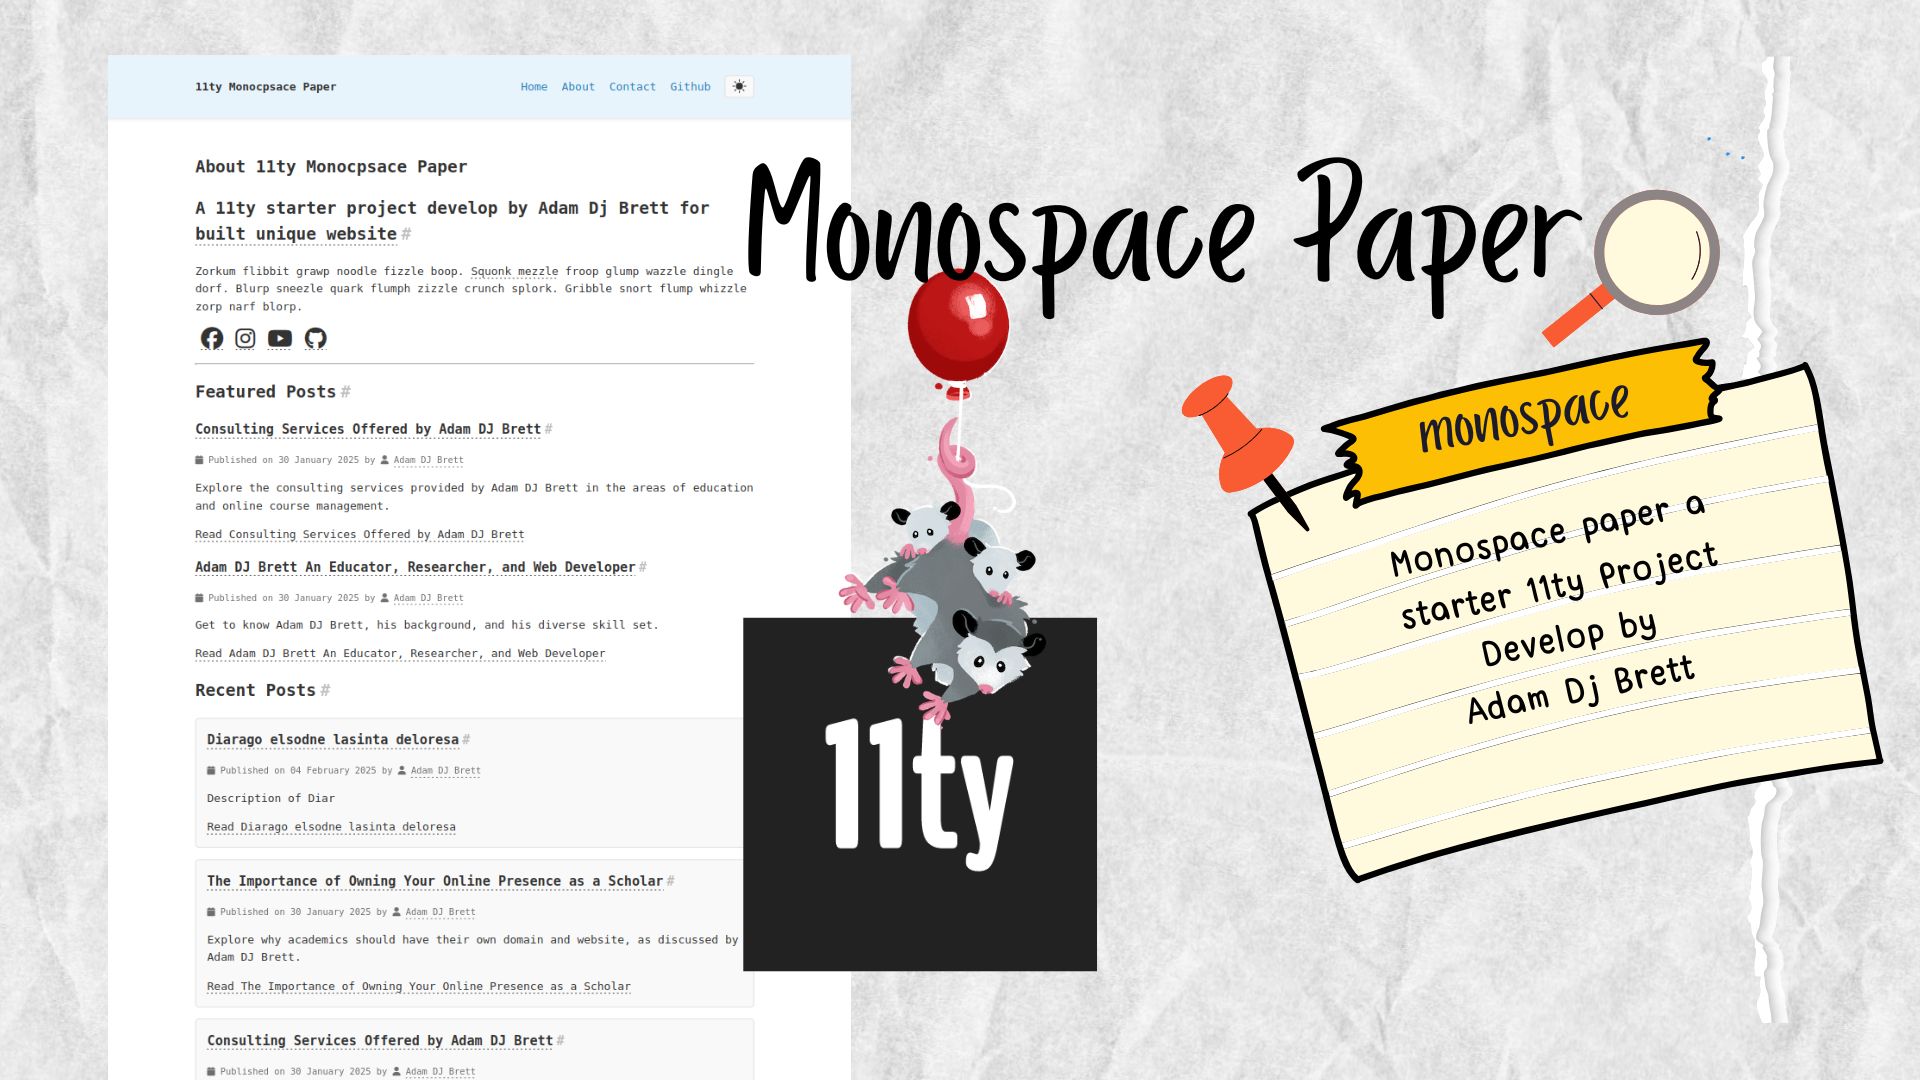 11ty Monocpsace Paper
Home About Contact Github
About 11ty Monocpsace Paper
A 11ty starter project develop by Adam Dj Brett for
built unique website #
Zorkum flibbit grawp noodle fizzle boop. Squonk mezzle froop glump wazzle dingle
dorf. Blurp sneezle quark flumph zizzle crunch splork. Gribble snort flump whizzle
zorp narf blorp.
Featured Posts #
Consulting Services Offered by Adam DJ Brett #
Published on 30 January 2025 by Adam DJ Brett
Explore the consulting services provided by Adam DJ Brett in the areas of education
and online course management.
Read Consulting Services Offered by Adam DJ Brett
Adam DJ Brett An Educator, Researcher, and Web Developer #
Published on 30 January 2025 by Adam DJ Brett
Get to know Adam DJ Brett, his background, and his diverse skill set.
Read Adam DJ Brett An Educator, Researcher, and Web Developer
Recent Posts #
Diarago elsodne lasinta deloresa #
Published on 04 February 2025 by Adam DJ Brett
Description of Diar
Read Diarago elsodne lasinta deloresa
The Importance of Owning Your Online Presence as a Scholar #
Published on 30 January 2025 by Adam DJ Brett
Explore why academics should have their own domain and website, as discussed by
Adam DJ Brett.
Read The Importance of Owning Your Online Presence as a Scholar
Consulting Services Offered by Adam DJ Brett #
Published on 30 January 2025 by Adam DJ Brett
Monospace Paper
11ty
monospace
Monospace paper a
starter 11ty Project
Develop by
Adam Dj Brett